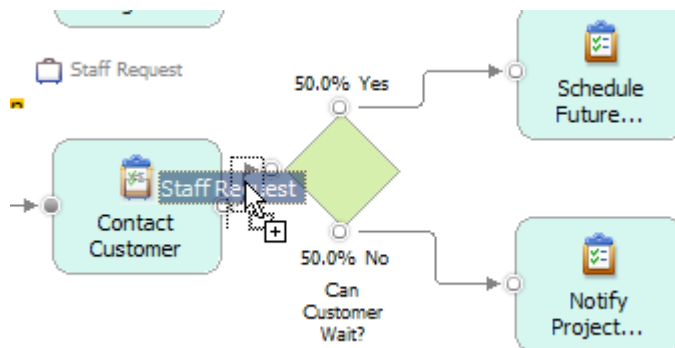 Staff Request
50.0% Yes
Schedule
Future...
Staff Request
Contact
Customer
50.0% No
Can
Customer
Wait?
Notify
Project...